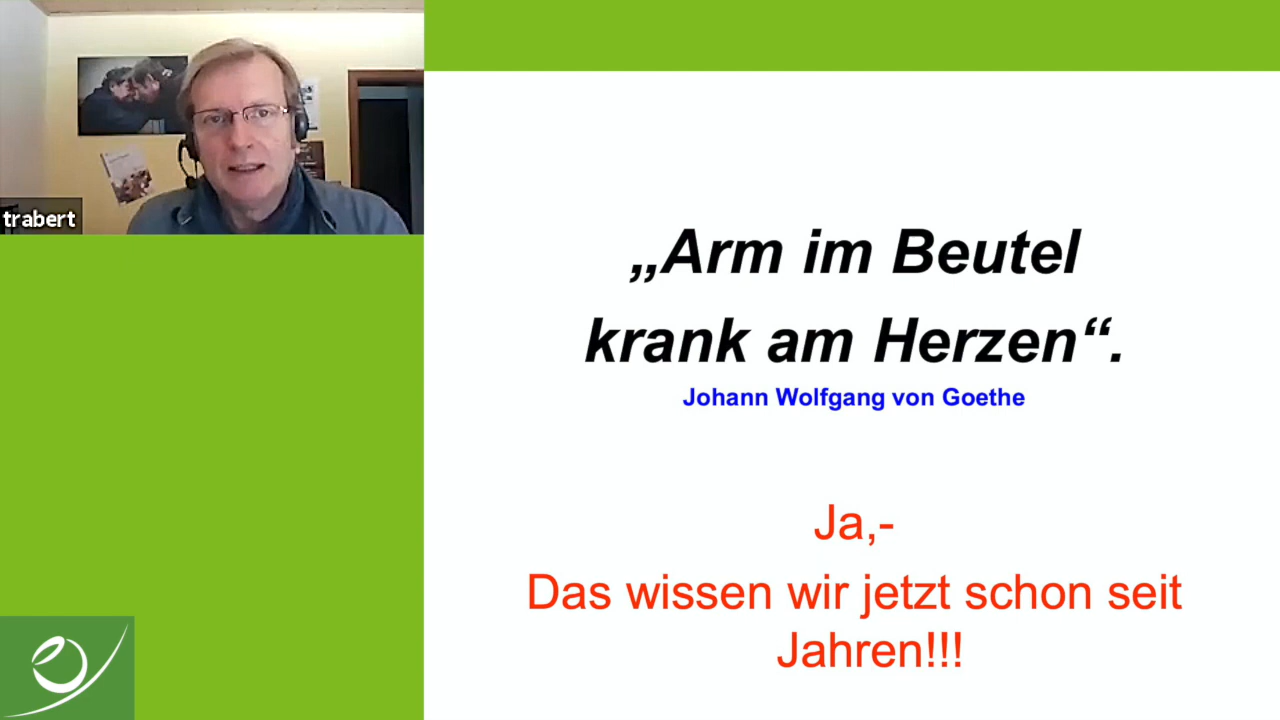 trabert
„Arm im Beutel
krank am Herzen“.
Johann Wolfgang von Goethe
Ja,-
Das wissen wir jetzt schon seit
Jahren!!!